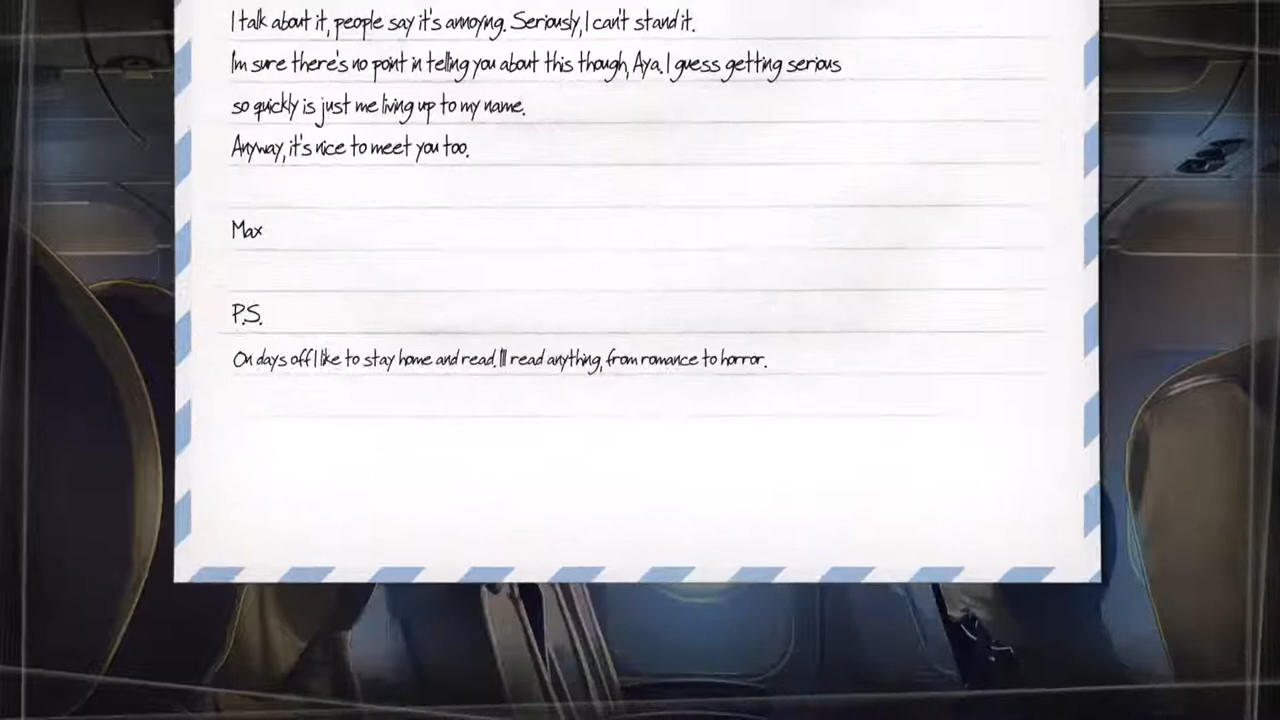 I talk about it, people say it's annoying. Seriously, I can't stand it.
I'm sure there's no point in telling you about this though, Aya. I guess getting serious
so quickly is just me living up to my name.
Anyway, it's nice to meet you too.
Max
P.S.
On days off I like to stay home and read. I'll read anything, from romance to horror.